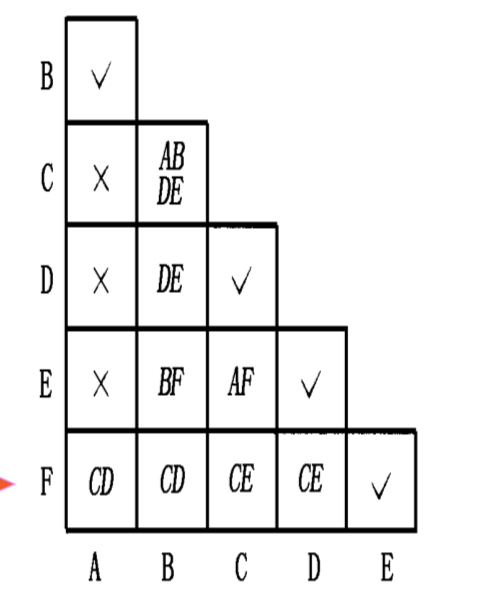 B ✓
C × AB
DE
D × DE ✓
E × BF AF ✓
F CD CD CE CE ✓
A B C D E